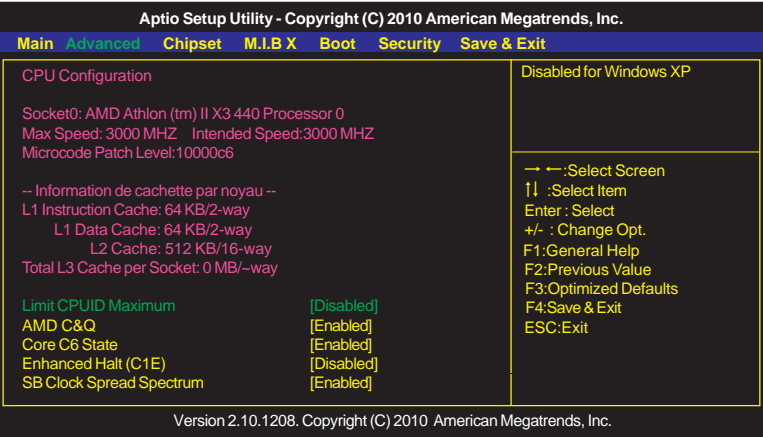 Aptio Setup Utility - Copyright (C) 2010 American Megatrends, Inc.
Main Advanced Chipset M.I.B X Boot Security Save & Exit
CPU Configuration
Socket0: AMD Athlon (tm) II X3 440 Processor 0
Max Speed: 3000 MHZ Intended Speed:3000 MHZ
Microcode Patch Level:10000c6
-- Information de cachette par noyau --
L1 Instruction Cache: 64 KB/2-way
L1 Data Cache: 64 KB/2-way
L2 Cache: 512 KB/16-way
Total L3 Cache per Socket: 0 MB/~way
Limit CPUID Maximum [Disabled]
AMD C&Q [Enabled]
Core C6 State [Enabled]
Enhanced Halt (C1E) [Disabled]
SB Clock Spread Spectrum [Enabled]
Disabled for Windows XP
→ ←:Select Screen
↑↓ :Select Item
Enter : Select
+/- : Change Opt.
F1:General Help
F2:Previous Value
F3:Optimized Defaults
F4:Save & Exit
ESC:Exit
Version 2.10.1208. Copyright (C) 2010 American Megatrends, Inc.